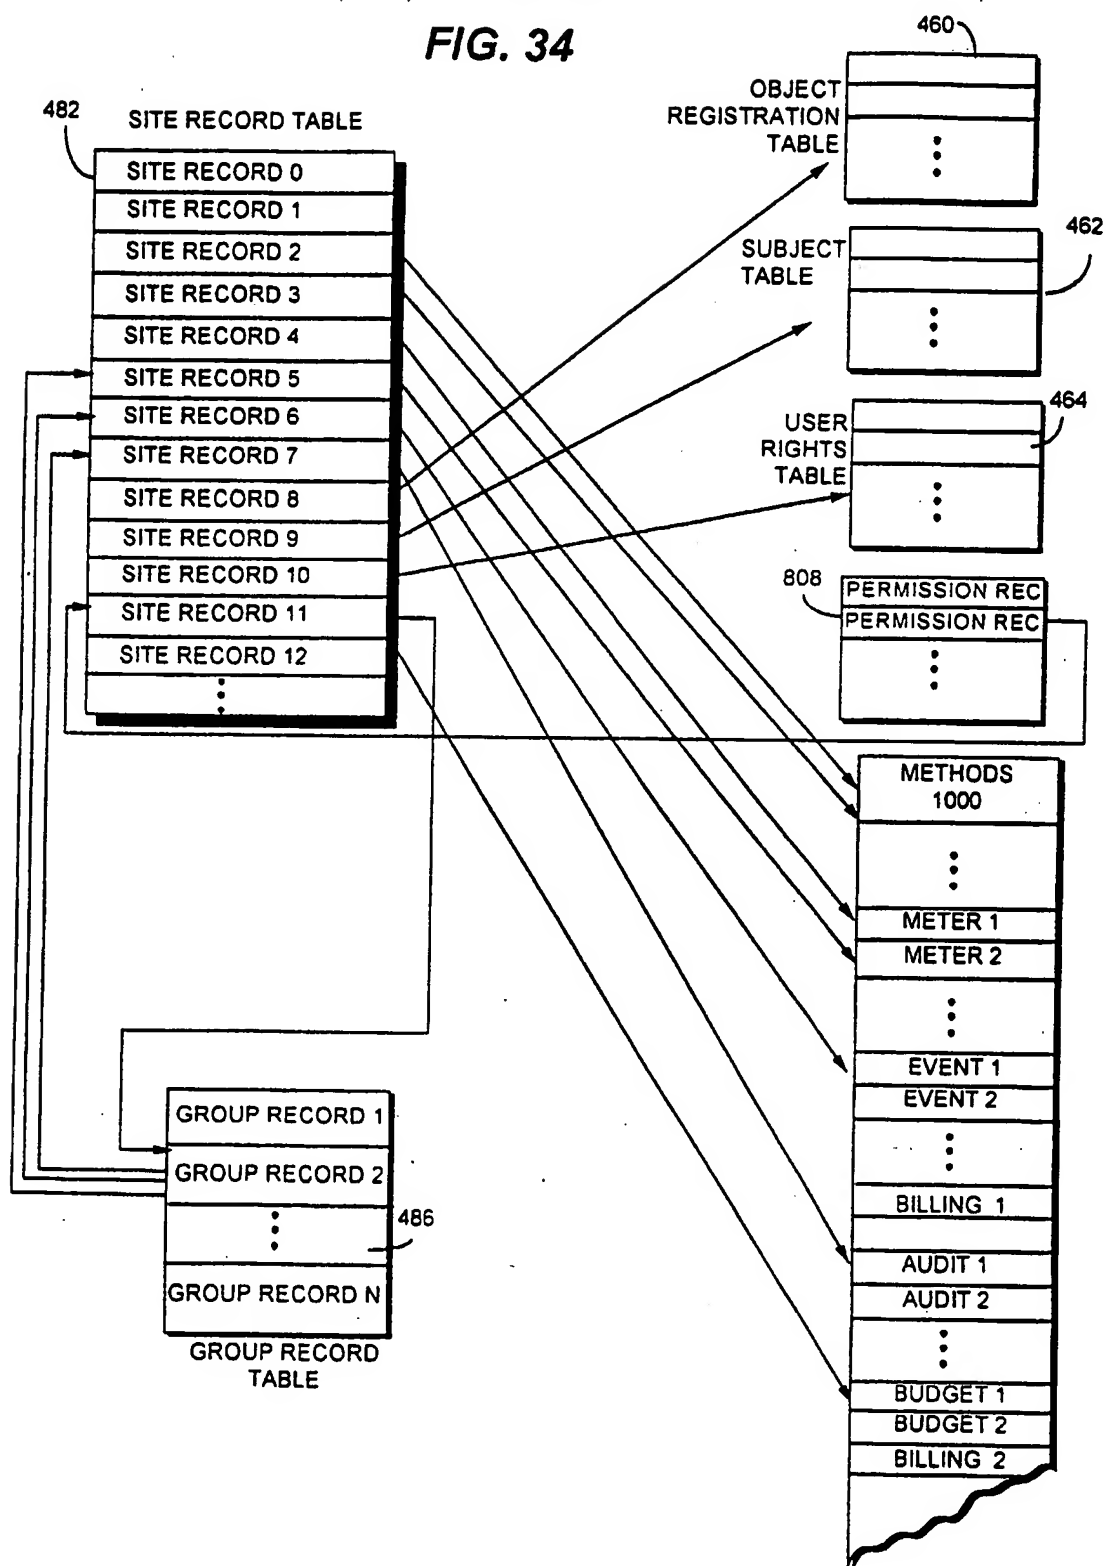 FIG. 34
460
OBJECT
REGISTRATION
TABLE
482
SITE RECORD TABLE
SITE RECORD 0
SITE RECORD 1
SITE RECORD 2
SITE RECORD 3
SITE RECORD 4
SITE RECORD 5
SITE RECORD 6
SITE RECORD 7
SITE RECORD 8
SITE RECORD 9
SITE RECORD 10
SITE RECORD 11
SITE RECORD 12
SUBJECT
TABLE
462
USER
RIGHTS
TABLE
464
808
PERMISSION REC
PERMISSION REC
METHODS
1000
METER 1
METER 2
EVENT 1
EVENT 2
BILLING 1
AUDIT 1
AUDIT 2
BUDGET 1
BUDGET 2
BILLING 2
GROUP RECORD 1
GROUP RECORD 2
486
GROUP RECORD N
GROUP RECORD
TABLE